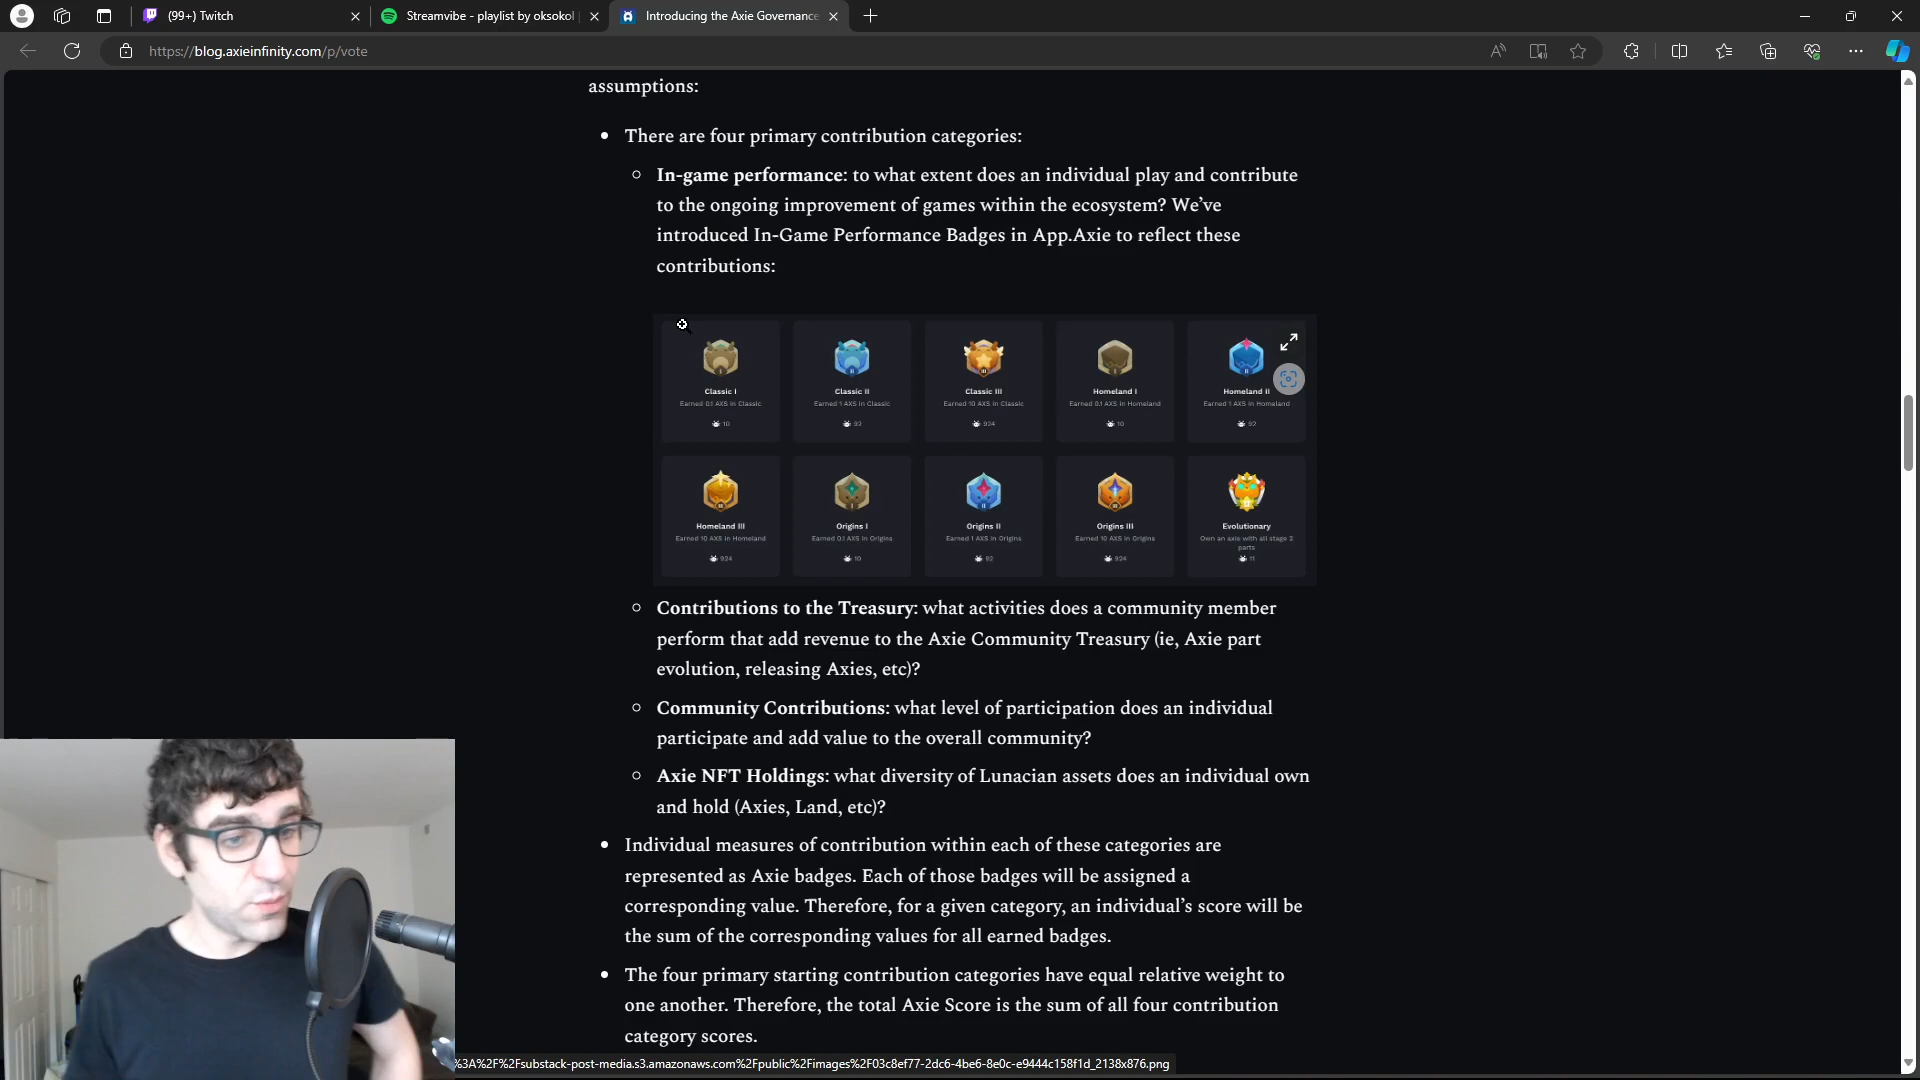 (99+) Twitch
Streamvibe - playlist by oksokol
Introducing the Axie Governance
https://blog.axieinfinity.com/p/vote
assumptions:
There are four primary contribution categories:
In-game performance: to what extent does an individual play and contribute
to the ongoing improvement of games within the ecosystem? We’ve
introduced In-Game Performance Badges in App.Axie to reflect these
contributions:
Classic I
Classic II
Classic III
Homeland I
Homeland II
Earned 0.1 AXS in Classic
Earned 1 AXS in Classic
Earned 10 AXS in Classic
Earned 0.1 AXS in Homeland
Earned 1 AXS in Homeland
10
92
924
10
92
Homeland III
Origins I
Origins II
Origins III
Evolutionary
Earned 10 AXS in Homeland
Earned 0.1 AXS in Origins
Earned 1 AXS in Origins
Earned 10 AXS in Origins
Own an axie with all stage 2
parts
924
10
92
924
11
Contributions to the Treasury: what activities does a community member
perform that add revenue to the Axie Community Treasury (ie, Axie part
evolution, releasing Axies, etc)?
Community Contributions: what level of participation does an individual
participate and add value to the overall community?
Axie NFT Holdings: what diversity of Lunacian assets does an individual own
and hold (Axies, Land, etc)?
Individual measures of contribution within each of these categories are
represented as Axie badges. Each of those badges will be assigned a
corresponding value. Therefore, for a given category, an individual’s score will be
the sum of the corresponding values for all earned badges.
The four primary starting contribution categories have equal relative weight to
one another. Therefore, the total Axie Score is the sum of all four contribution
category scores.
%3A%2F%2Fsubstack-post-media.s3.amazonaws.com%2Fpublic%2Fimages%2F03c8ef77-2dc6-4be6-8e0c-e9444c158f1d_2138x876.png